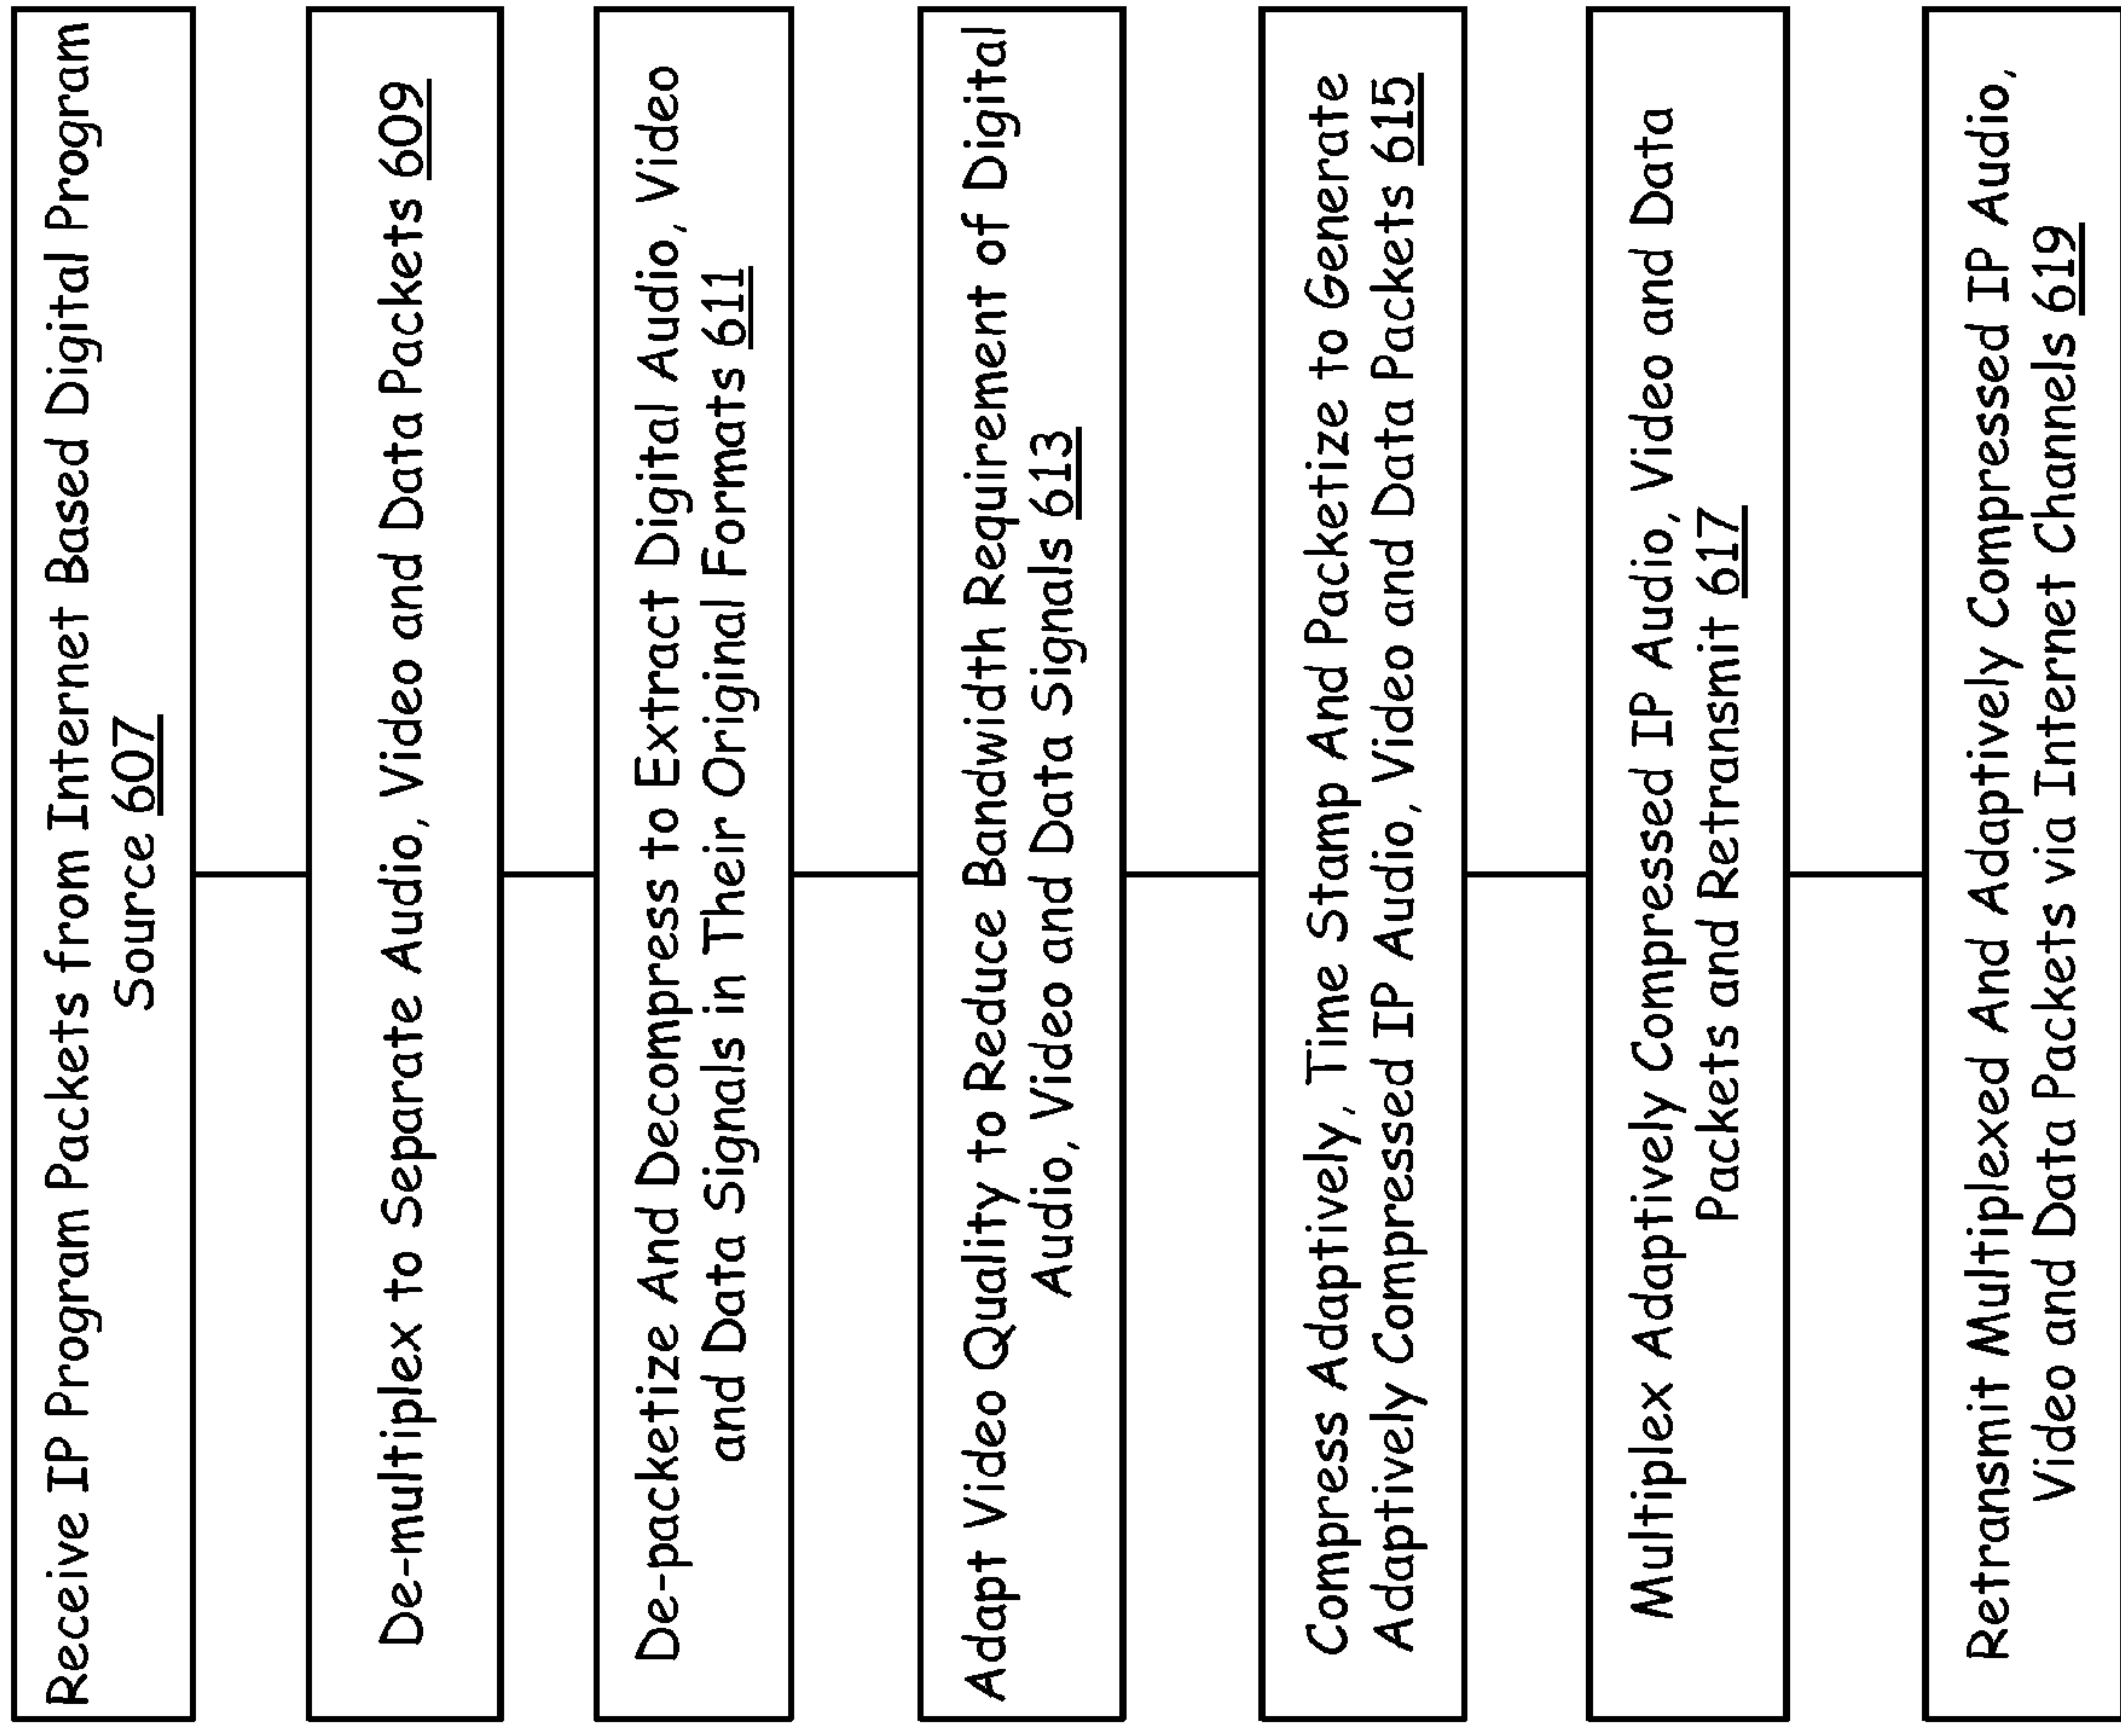 Receive IP Program Packets from Internet Based Digital Program
Source 607
De-multiplex to Separate Audio, Video and Data Packets 609
De-packetize And Decompress to Extract Digital Audio, Video
and Data Signals in Their Original Formats 611
Adapt Video Quality to Reduce Bandwidth Requirement of Digital
Audio, Video and Data Signals 613
Compress Adaptively, Time Stamp And Packetize to Generate
Adaptively Compressed IP Audio, Video and Data Packets 615
Multiplex Adaptively Compressed IP Audio, Video and Data
Packets and Retransmit 617
Retransmit Multiplexed And Adaptively Compressed IP Audio,
Video and Data Packets via Internet Channels 619